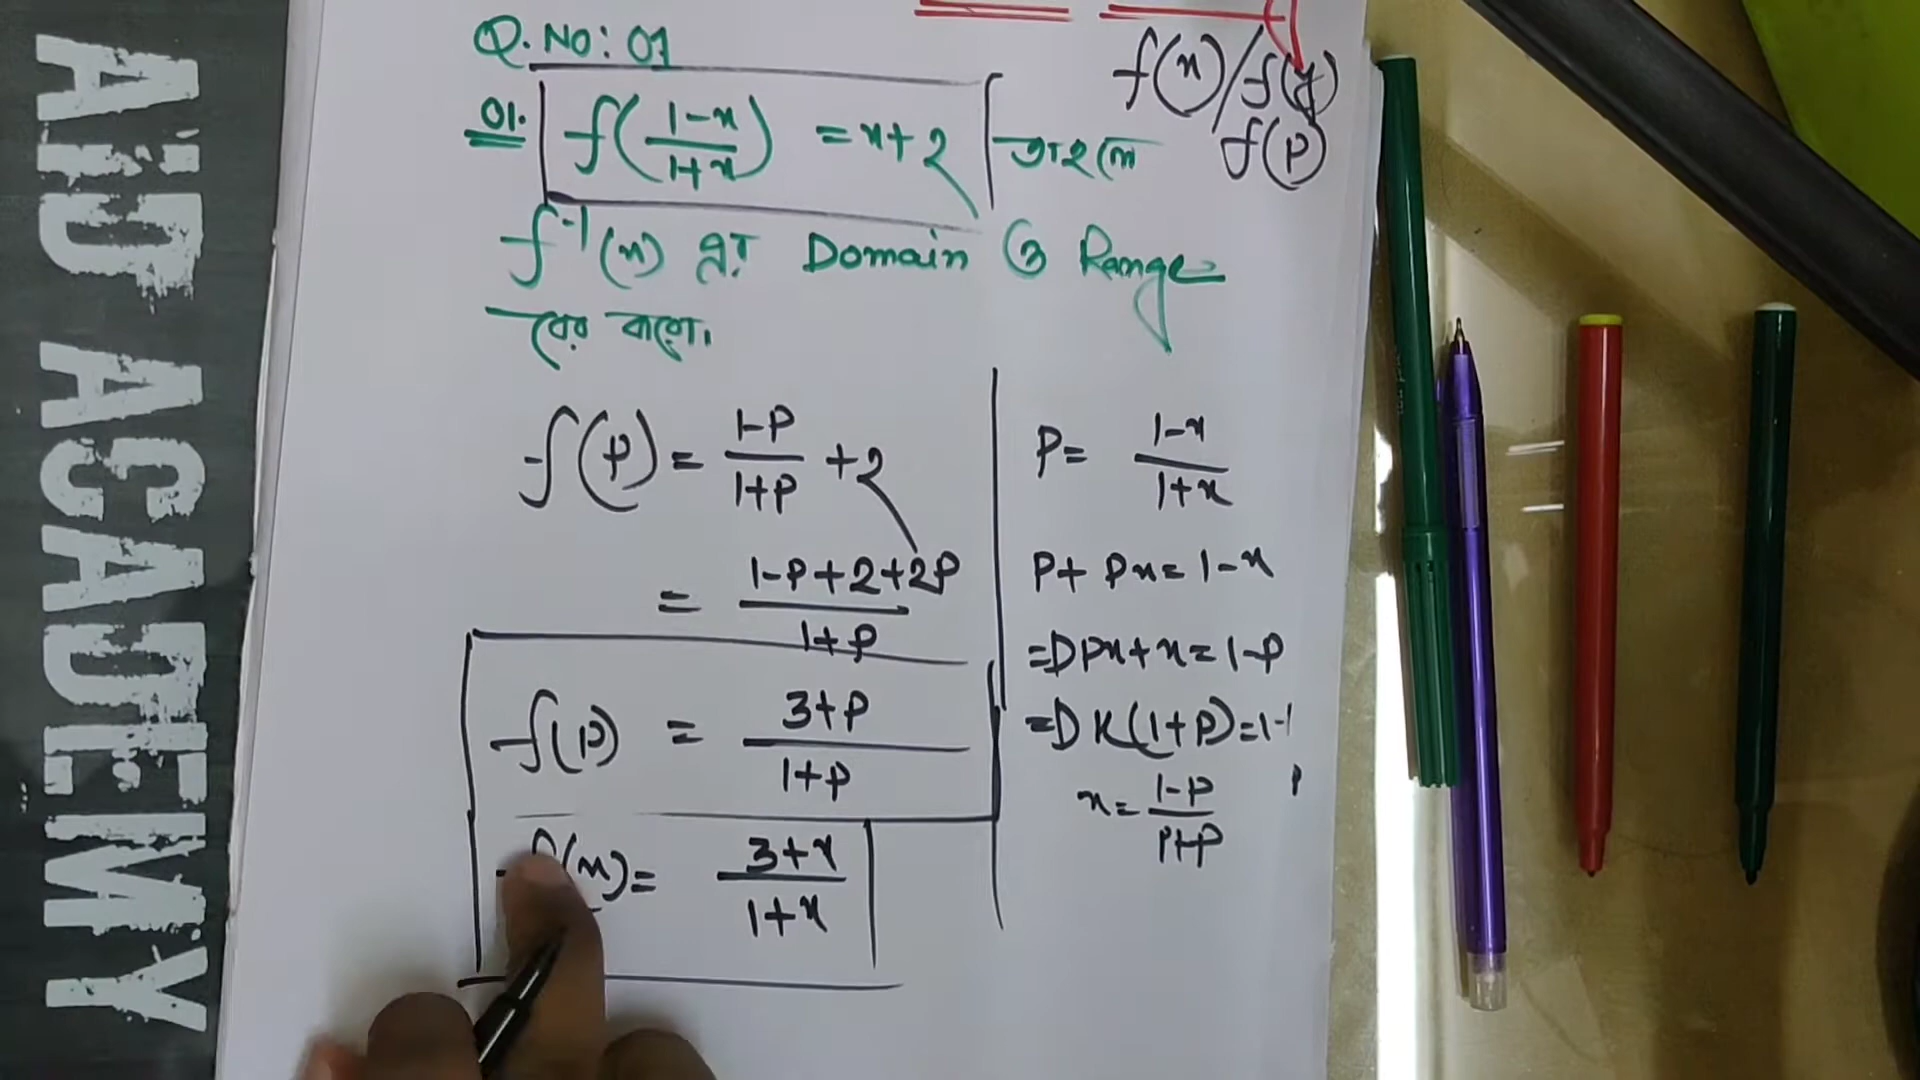 AHD ACADEMY
Q. NO: 01
f(x)/f(y)
f(p)
01. f((1-x)/(1+x)) = x+2 তাহলে
f⁻¹(x) এর Domain ও Range
বের করো।
f(p) = (1-P)/(1+P) +2
= (1-P+2+2P)/(1+P)
f(p) = (3+P)/(1+P)
f(x) = (3+x)/(1+x)
P = (1-x)/(1+x)
P + Px = 1-x
=> Px+x = 1-P
=> x(1+P) = 1-P
x = (1-P)/(1+P)